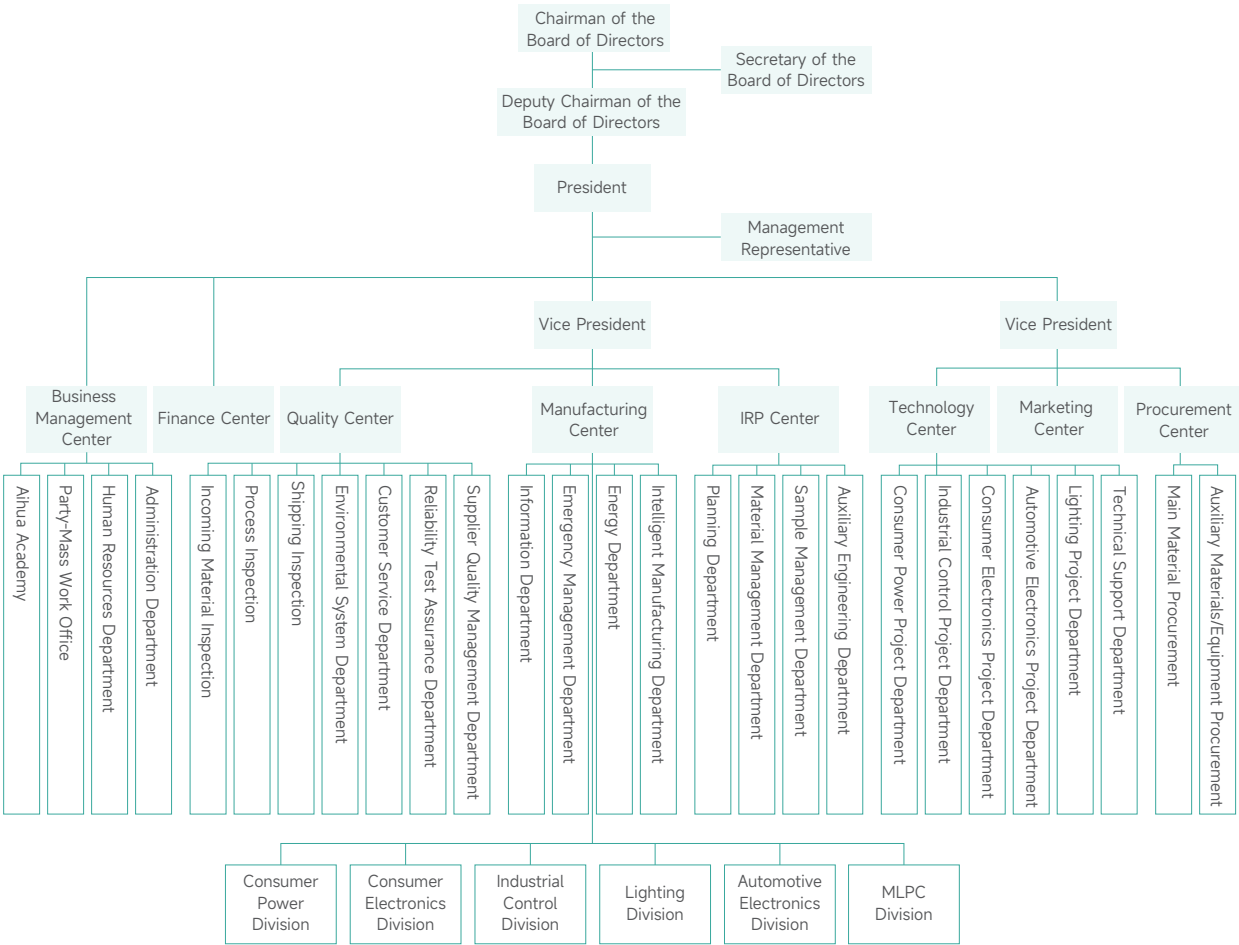 Chairman of the
Board of Directors
Secretary of the
Board of Directors
Deputy Chairman of the
Board of Directors
President
Management
Representative
Vice President
Vice President
Business
Management
Center
Finance Center
Quality Center
Manufacturing
Center
IRP Center
Technology
Center
Marketing
Center
Procurement
Center
Aihua Academy
Party-Mass Work Office
Human Resources Department
Administration Department
Incoming Material Inspection
Process Inspection
Shipping Inspection
Environmental System Department
Customer Service Department
Reliability Test Assurance Department
Supplier Quality Management Department
Information Department
Emergency Management Department
Energy Department
Intelligent Manufacturing Department
Planning Department
Material Management Department
Sample Management Department
Auxiliary Engineering Department
Consumer Power Project Department
Industrial Control Project Department
Consumer Electronics Project Department
Automotive Electronics Project Department
Lighting Project Department
Technical Support Department
Main Material Procurement
Auxiliary Materials/Equipment Procurement
Consumer
Power
Division
Consumer
Electronics
Division
Industrial
Control
Division
Lighting
Division
Automotive
Electronics
Division
MLPC
Division